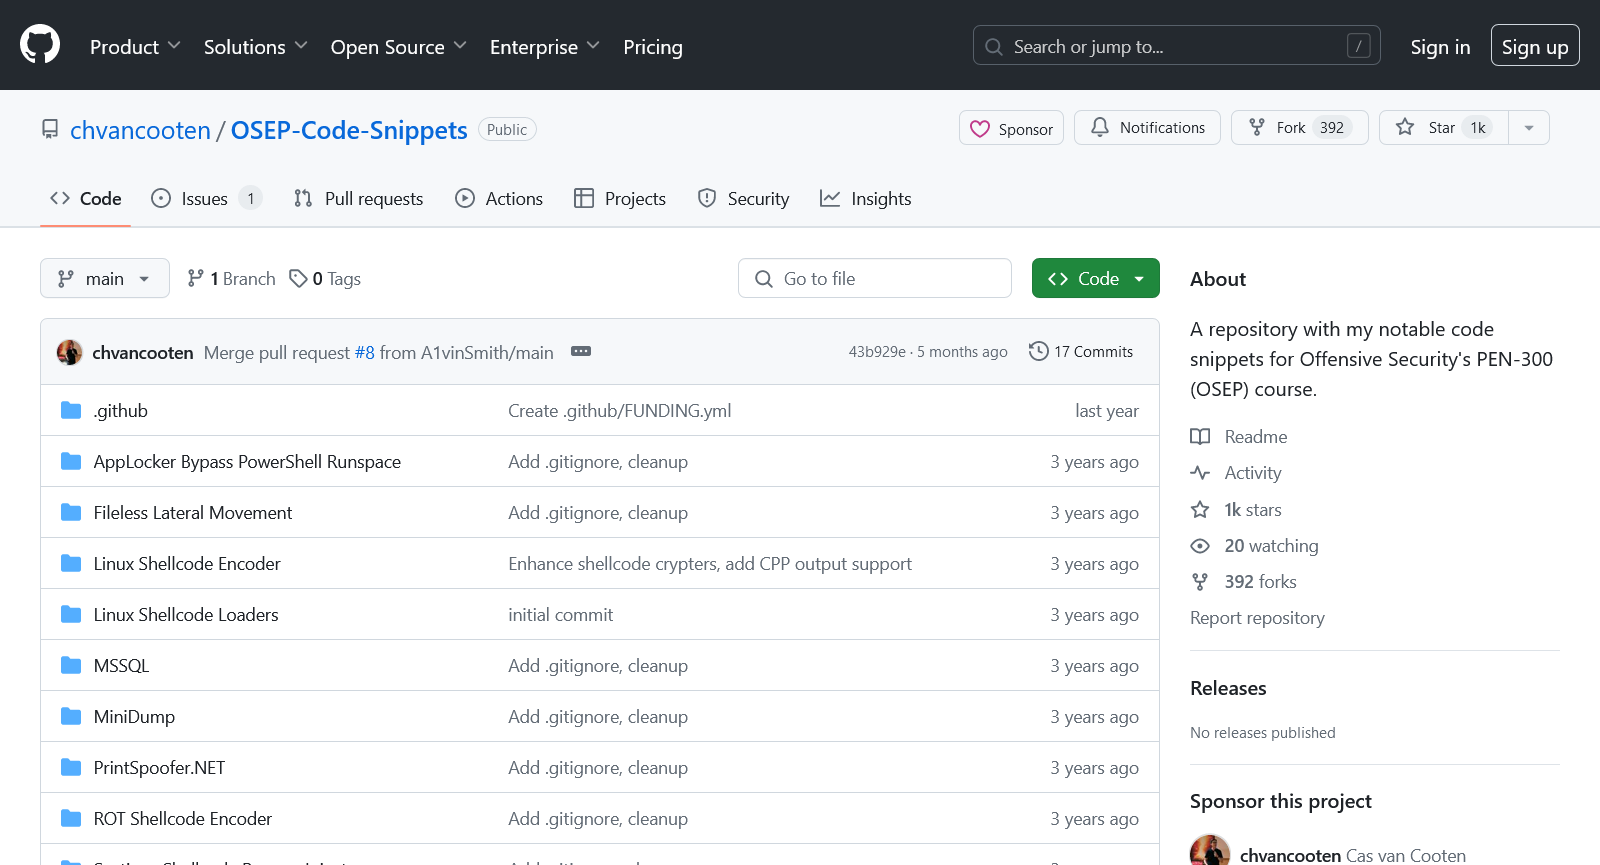 Product Solutions Open Source Enterprise Pricing Search or jump to... / Sign in Sign up
chvancooten / OSEP-Code-Snippets Public Sponsor Notifications Fork 392 Star 1k
Code Issues 1 Pull requests Actions Projects Security Insights
main 1 Branch 0 Tags Go to file Code
chvancooten Merge pull request #8 from A1vinSmith/main 43b929e · 5 months ago 17 Commits
.github Create .github/FUNDING.yml last year
AppLocker Bypass PowerShell Runspace Add .gitignore, cleanup 3 years ago
Fileless Lateral Movement Add .gitignore, cleanup 3 years ago
Linux Shellcode Encoder Enhance shellcode crypters, add CPP output support 3 years ago
Linux Shellcode Loaders initial commit 3 years ago
MSSQL Add .gitignore, cleanup 3 years ago
MiniDump Add .gitignore, cleanup 3 years ago
PrintSpoofer.NET Add .gitignore, cleanup 3 years ago
ROT Shellcode Encoder Add .gitignore, cleanup 3 years ago
About
A repository with my notable code
snippets for Offensive Security's PEN-300
(OSEP) course.
Readme
Activity
1k stars
20 watching
392 forks
Report repository
Releases
No releases published
Sponsor this project
chvancooten Cas van Cooten